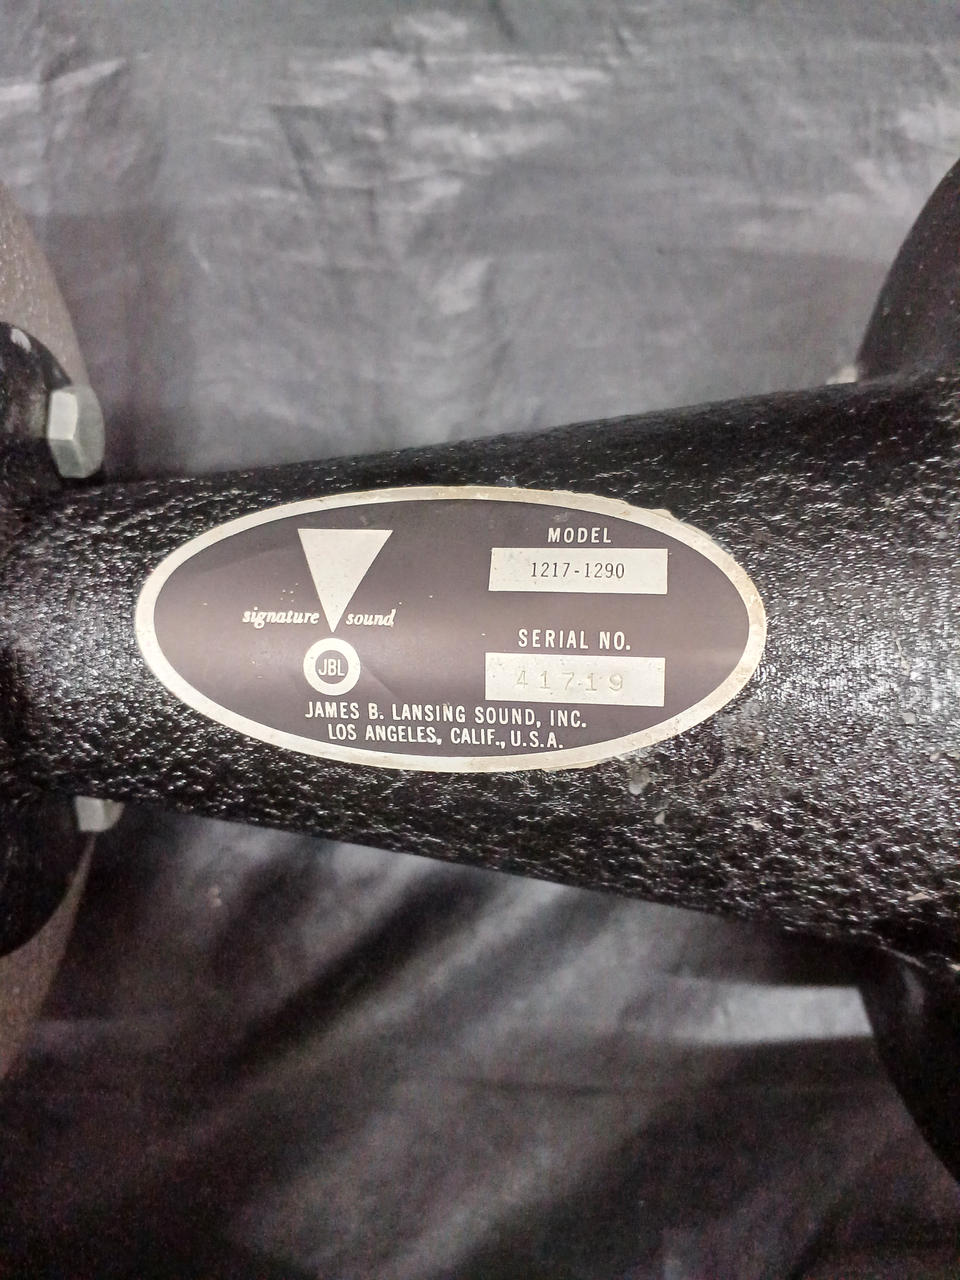 MODEL
1217-1290
signature sound
SERIAL NO.
41719
JBL
JAMES B. LANSING SOUND, INC.
LOS ANGELES, CALIF., U.S.A.